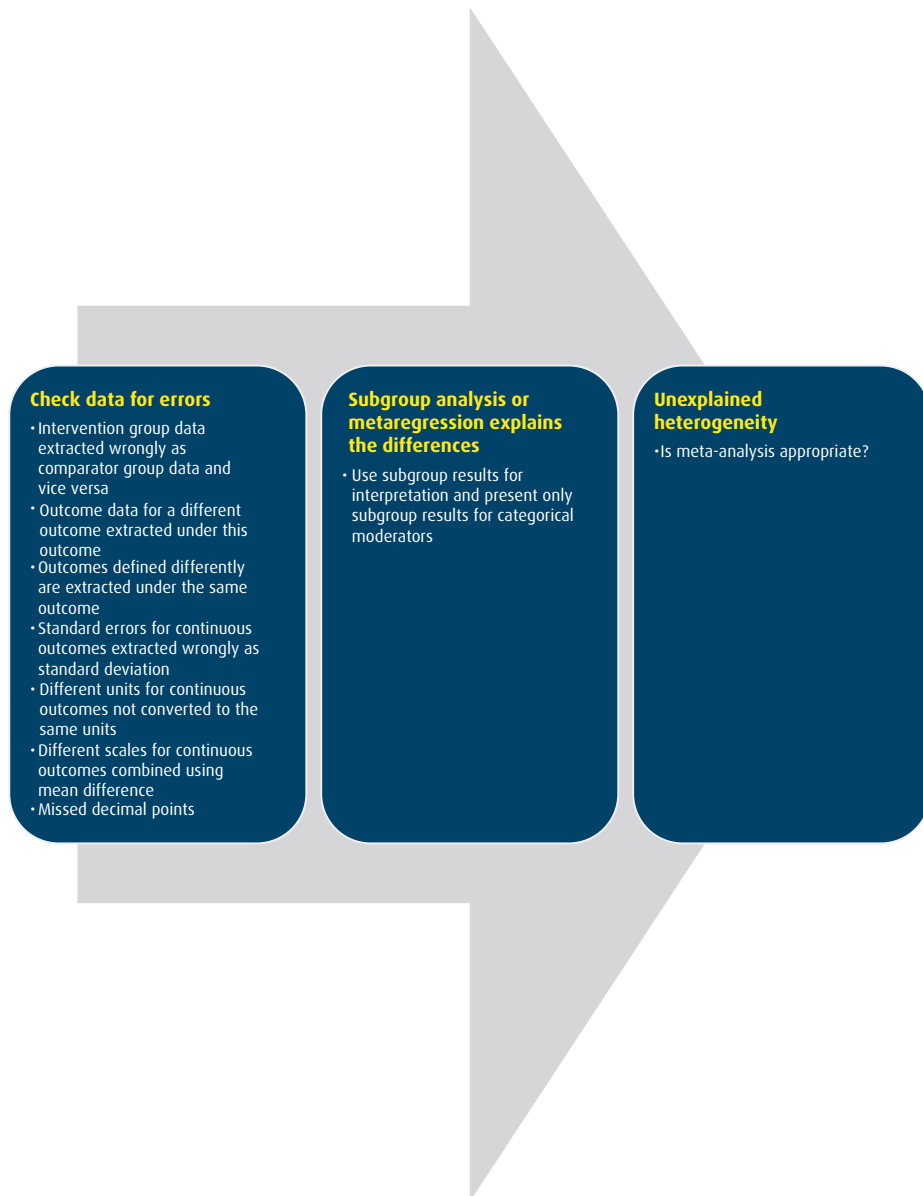 Check data for errors
· Intervention group data
extracted wrongly as
comparator group data and
vice versa
· Outcome data for a different
outcome extracted under this
outcome
· Outcomes defined differently
are extracted under the same
outcome
· Standard errors for continuous
outcomes extracted wrongly as
standard deviation
· Different units for continuous
outcomes not converted to the
same units
· Different scales for continuous
outcomes combined using
mean difference
· Missed decimal points
Subgroup analysis or
metaregression explains
the differences
· Use subgroup results for
interpretation and present only
subgroup results for categorical
moderators
Unexplained
heterogeneity
· Is meta-analysis appropriate?